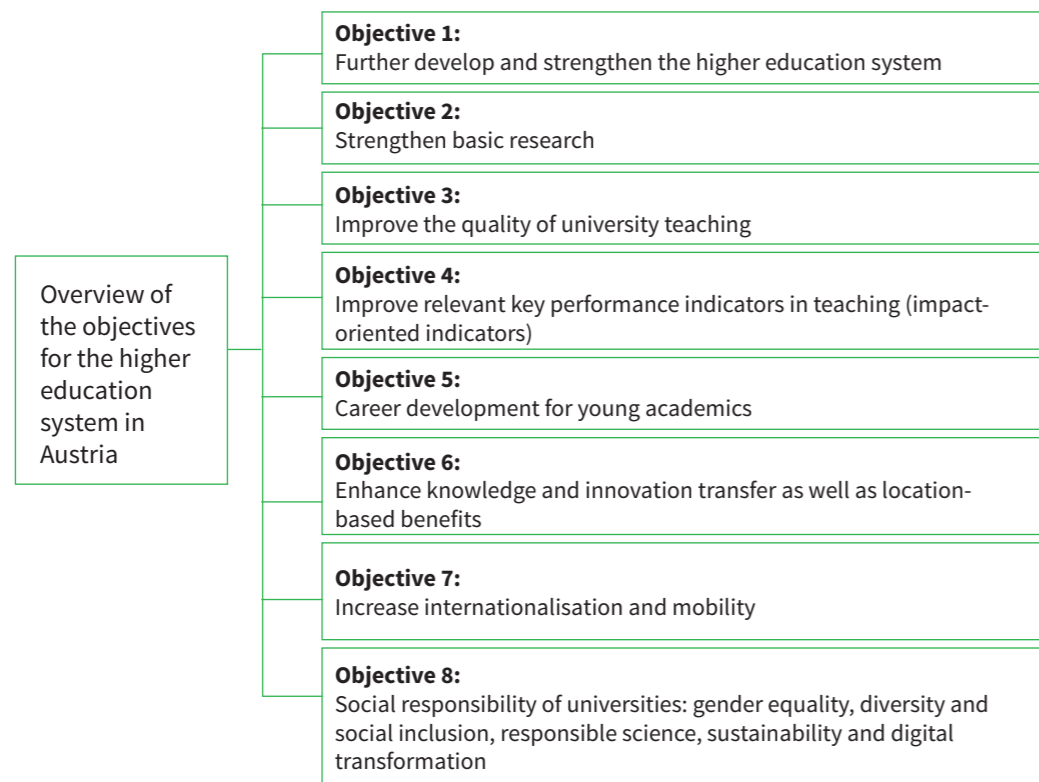 Overview of
the objectives
for the higher
education
system in
Austria
Objective 1:
Further develop and strengthen the higher education system
Objective 2:
Strengthen basic research
Objective 3:
Improve the quality of university teaching
Objective 4:
Improve relevant key performance indicators in teaching (impact-
oriented indicators)
Objective 5:
Career development for young academics
Objective 6:
Enhance knowledge and innovation transfer as well as location-
based benefits
Objective 7:
Increase internationalisation and mobility
Objective 8:
Social responsibility of universities: gender equality, diversity and
social inclusion, responsible science, sustainability and digital
transformation